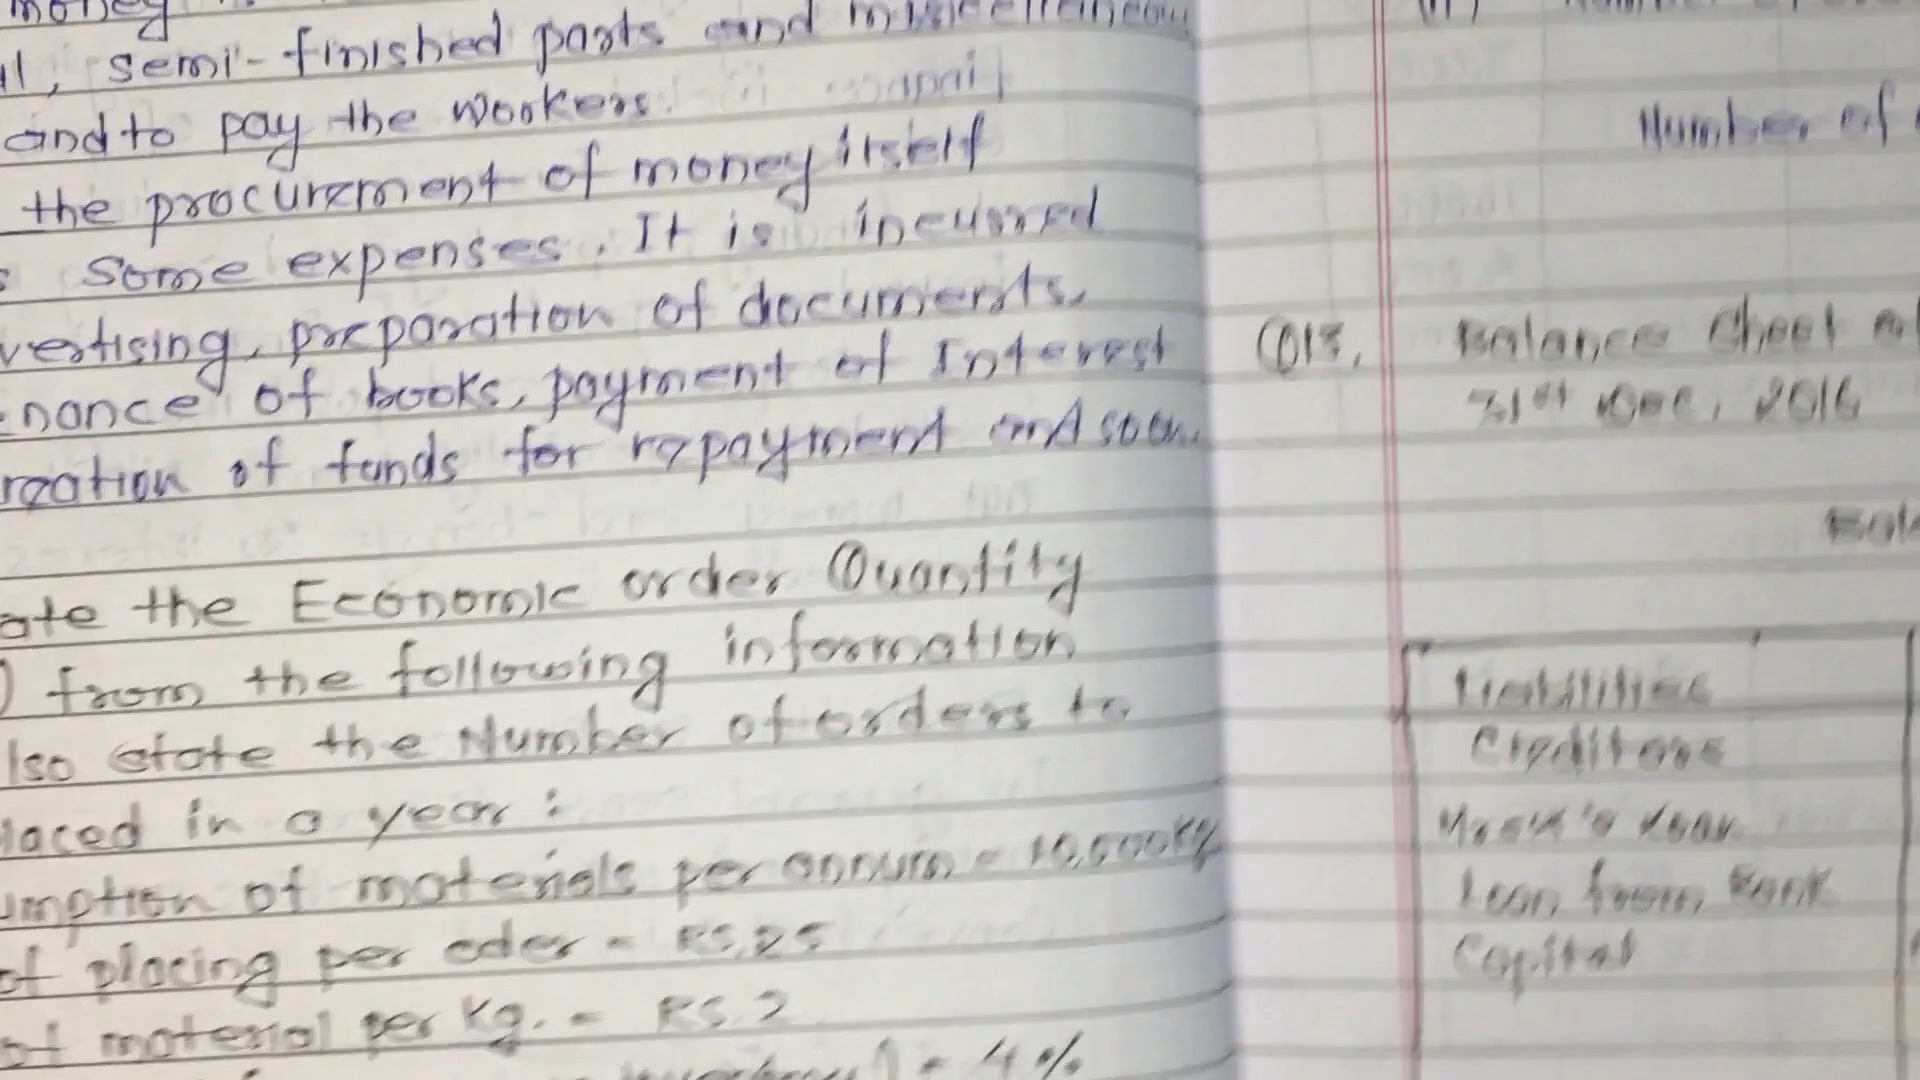 money
semi-finished parts and miscellaneous
and to pay the workers.
the procurement of money itself
some expenses. It is incurred
vertising, preparation of documents,
nance of books, payment of Interest
reation of funds for repayment and soon.
ate the Economic order Quantity
) from the following information
lso state the Number of orders to
laced in a year :
umption of materials per annum = 10,000kg
of placing per oder = RS.25
of material per kg. = RS.2
= 4%
Number of
Balance Sheet
31st Dec, 2016
Liabilities
Creditors
Loan from Bank
Capital